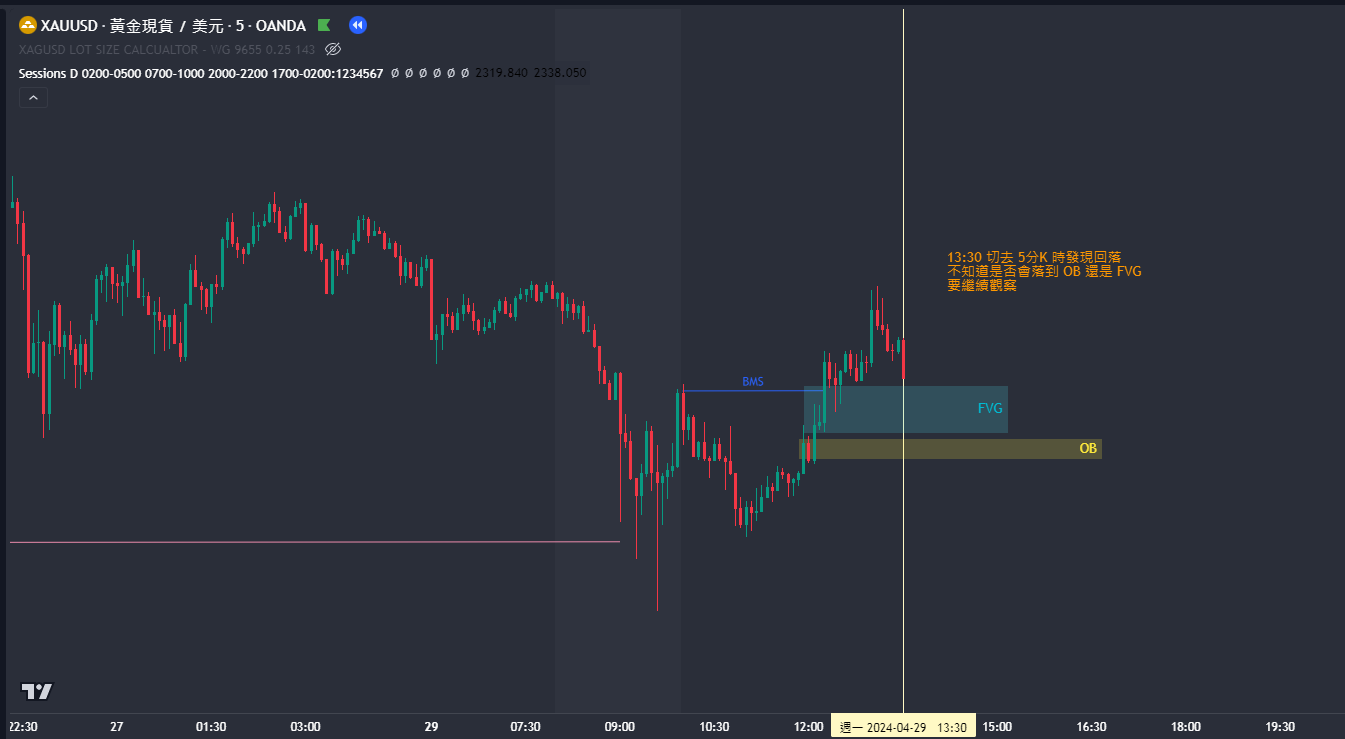 XAUUSD · 黃金現貨 / 美元 · 5 · OANDA
XAGUSD LOT SIZE CALCUALTOR - WG 9655 0.25 143
Sessions D 0200-0500 0700-1000 2000-2200 1700-0200:1234567 Ø Ø Ø Ø Ø Ø 2319.840 2338.050
13:30 切去 5分K 時發現回落
不知道是否會落到 OB 還是 FVG
要繼續觀察
BMS
FVG
OB
22:30 27 01:30 03:00 29 07:30 09:00 10:30 12:00 週一 2024-04-29 13:30 15:00 16:30 18:00 19:30